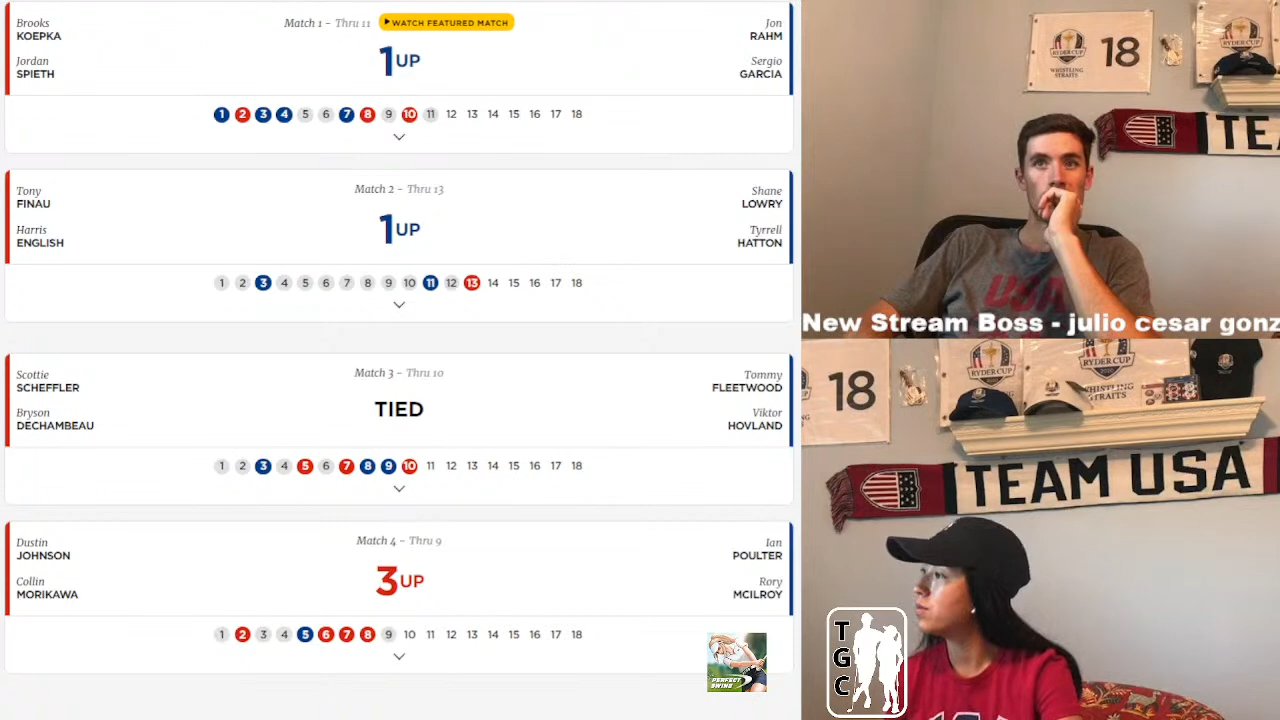 Brooks
KOEPKA
Jordan
SPIETH
Match 1 - Thru 11
WATCH FEATURED MATCH
1UP
Jon
RAHM
Sergio
GARCIA
1 2 3 4 5 6 7 8 9 10 11 12 13 14 15 16 17 18
Tony
FINAU
Harris
ENGLISH
Match 2 - Thru 13
1UP
Shane
LOWRY
Tyrrell
HATTON
1 2 3 4 5 6 7 8 9 10 11 12 13 14 15 16 17 18
Scottie
SCHEFFLER
Bryson
DECHAMBEAU
Match 3 - Thru 10
TIED
Tommy
FLEETWOOD
Viktor
HOVLAND
1 2 3 4 5 6 7 8 9 10 11 12 13 14 15 16 17 18
Dustin
JOHNSON
Collin
MORIKAWA
Match 4 - Thru 9
3UP
Ian
POULTER
Rory
MCILROY
1 2 3 4 5 6 7 8 9 10 11 12 13 14 15 16 17 18
PERFECT
SWING
RYDER CUP
WHISTLING
STRAITS
18
RYDER CUP
TEA
USA
New Stream Boss - julio cesar gonz
18
RYDER CUP
RYDER CUP
WHISTLING
STRAITS
TEAM USA
TGC